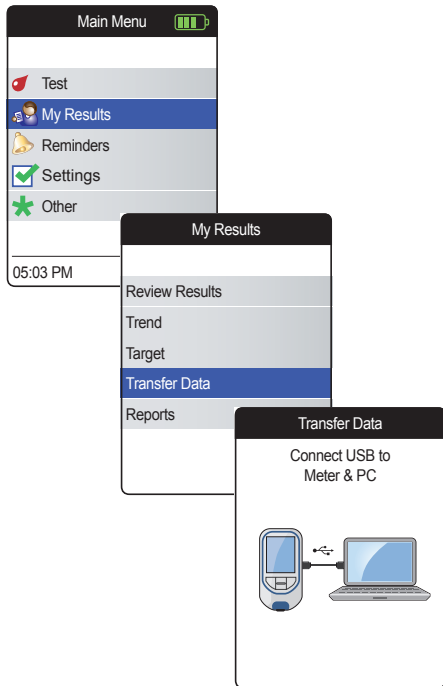 Main Menu
Test
My Results
Reminders
Settings
Other
05:03 PM
My Results
Review Results
Trend
Target
Transfer Data
Reports
Transfer Data
Connect USB to
Meter & PC